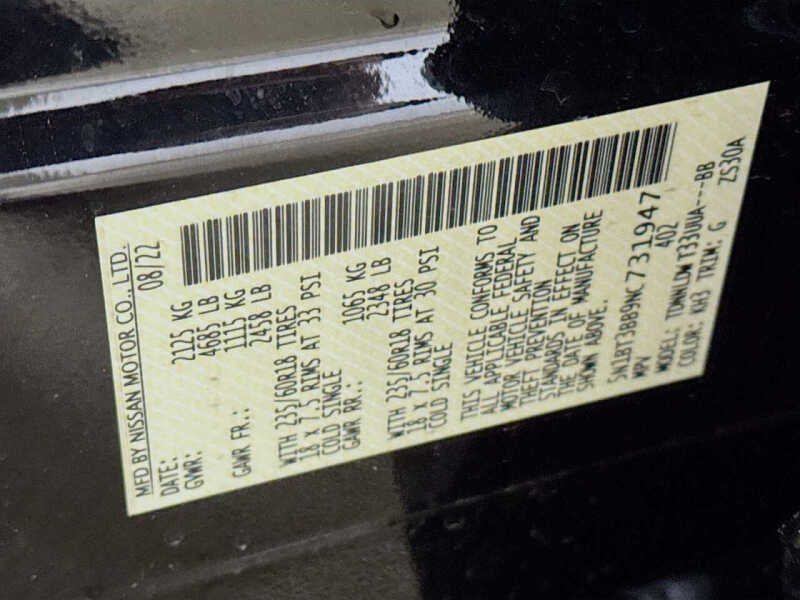 MFD BY NISSAN MOTOR CO.,LTD.
DATE: 08/22
GVWR: 2125 KG
4685 LB
GAWR FR.: 1115 KG
2458 LB
WITH 235/60R18 TIRES
18 x 7.5 RIMS AT 33 PSI
COLD SINGLE
GAWR RR.: 1065 KG
2348 LB
WITH 235/60R18 TIRES
18 x 7.5 RIMS AT 30 PSI
COLD SINGLE
THIS VEHICLE CONFORMS TO
ALL APPLICABLE FEDERAL
MOTOR VEHICLE SAFETY AND
THEFT PREVENTION
STANDARDS IN EFFECT ON
THE DATE OF MANUFACTURE
SHOWN ABOVE.
5N1BT3BB9NC731947
MPV 402
MODEL: TDNHLDW T33UUA---BB
COLOR: KH3 TRIM: G ZS30A